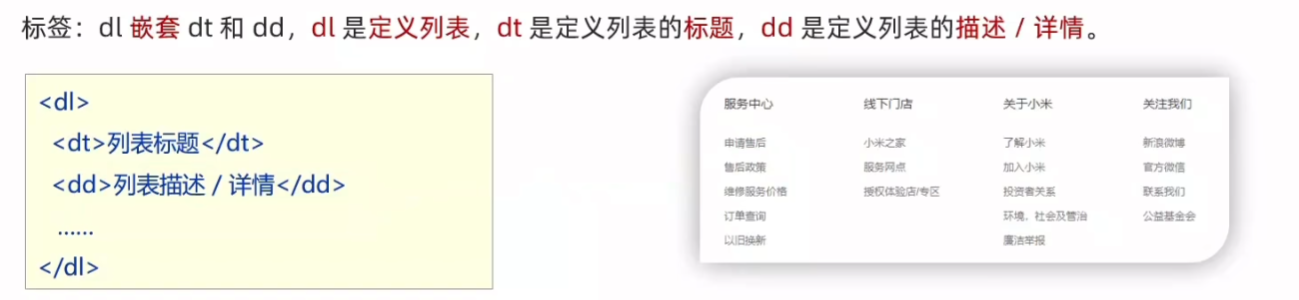 标签：dl 嵌套 dt 和 dd，dl 是定义列表，dt 是定义列表的标题，dd 是定义列表的描述 / 详情。
<dl>
<dt>列表标题</dt>
<dd>列表描述 / 详情</dd>
……
</dl>
服务中心 线下门店 关于小米 关注我们
申请售后 小米之家 了解小米 新浪微博
售后政策 服务网点 加入小米 官方微信
维修服务价格 授权体验店/专区 投资者关系 联系我们
订单查询 环境、社会及管治 公益基金会
以旧换新 廉洁举报